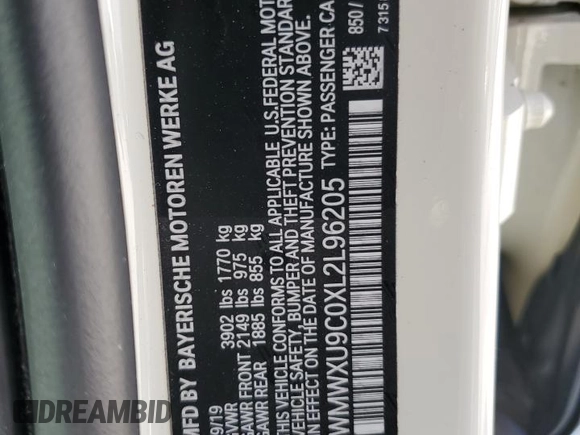 MFD BY BAYERISCHE MOTOREN WERKE AG
9/19
GVWR 3902 lbs 1770 kg
GAWR FRONT 2149 lbs 975 kg
GAWR REAR 1885 lbs 855 kg
THIS VEHICLE CONFORMS TO ALL APPLICABLE U.S.FEDERAL MOT
VEHICLE SAFETY, BUMPER AND THEFT PREVENTION STANDAR
IN EFFECT ON THE DATE OF MANUFACTURE SHOWN ABOVE.
WMWXU9C0XL2L96205 TYPE: PASSENGER CA
850/
7 315
DREAMBID